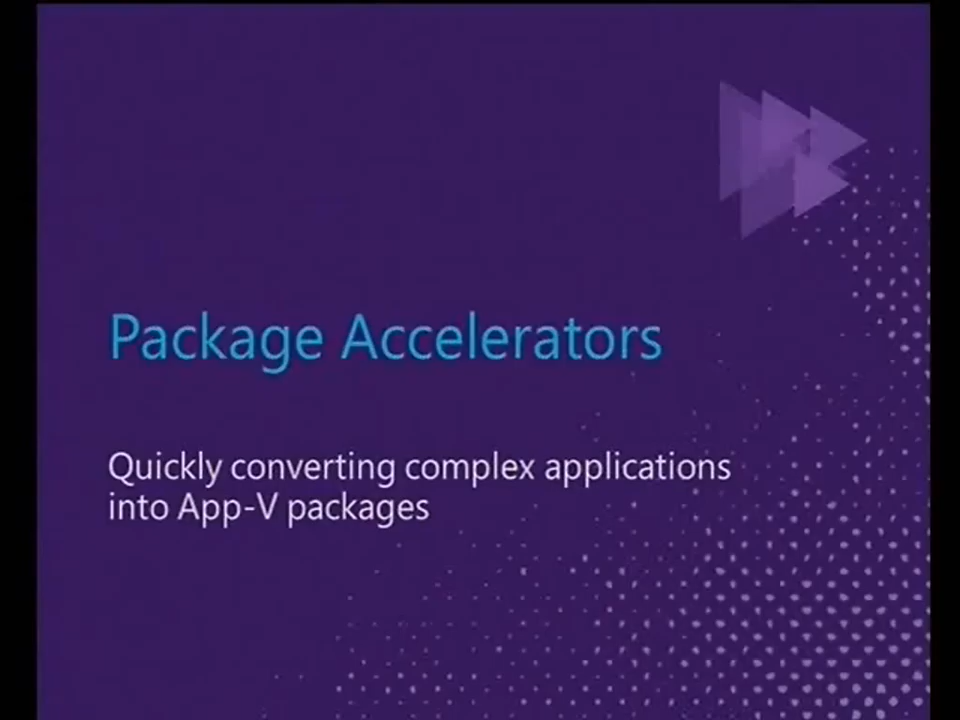 Package Accelerators
Quickly converting complex applications
into App-V packages